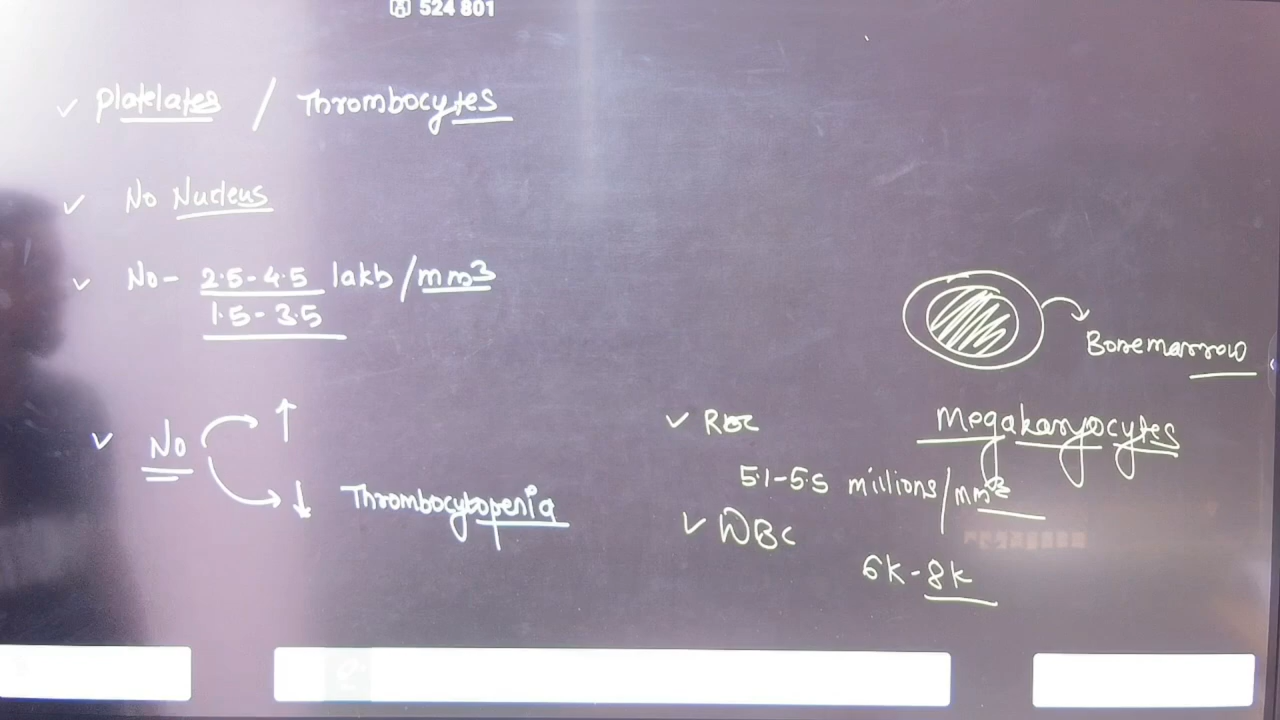 524 801
✓ Platelates / Thrombocytes
✓ No Nucleus
✓ No - 2.5 - 4.5 lakh / mm3
1.5 - 3.5
✓ No ↑
↓ Thrombocytopenia
Bonemarrow
Megakaryocytes
✓ RBC
5.1-5.5 millions/mm3
✓ WBC
6K - 8K